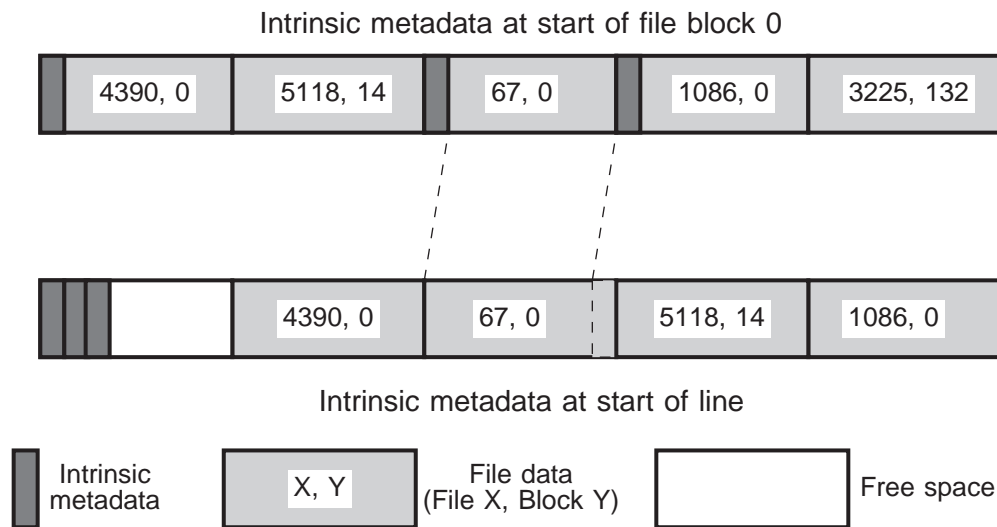 Intrinsic metadata at start of file block 0
4390, 0 5118, 14 67, 0 1086, 0 3225, 132
4390, 0 67, 0 5118, 14 1086, 0
Intrinsic metadata at start of line
Intrinsic
metadata
X, Y
File data
(File X, Block Y)
Free space